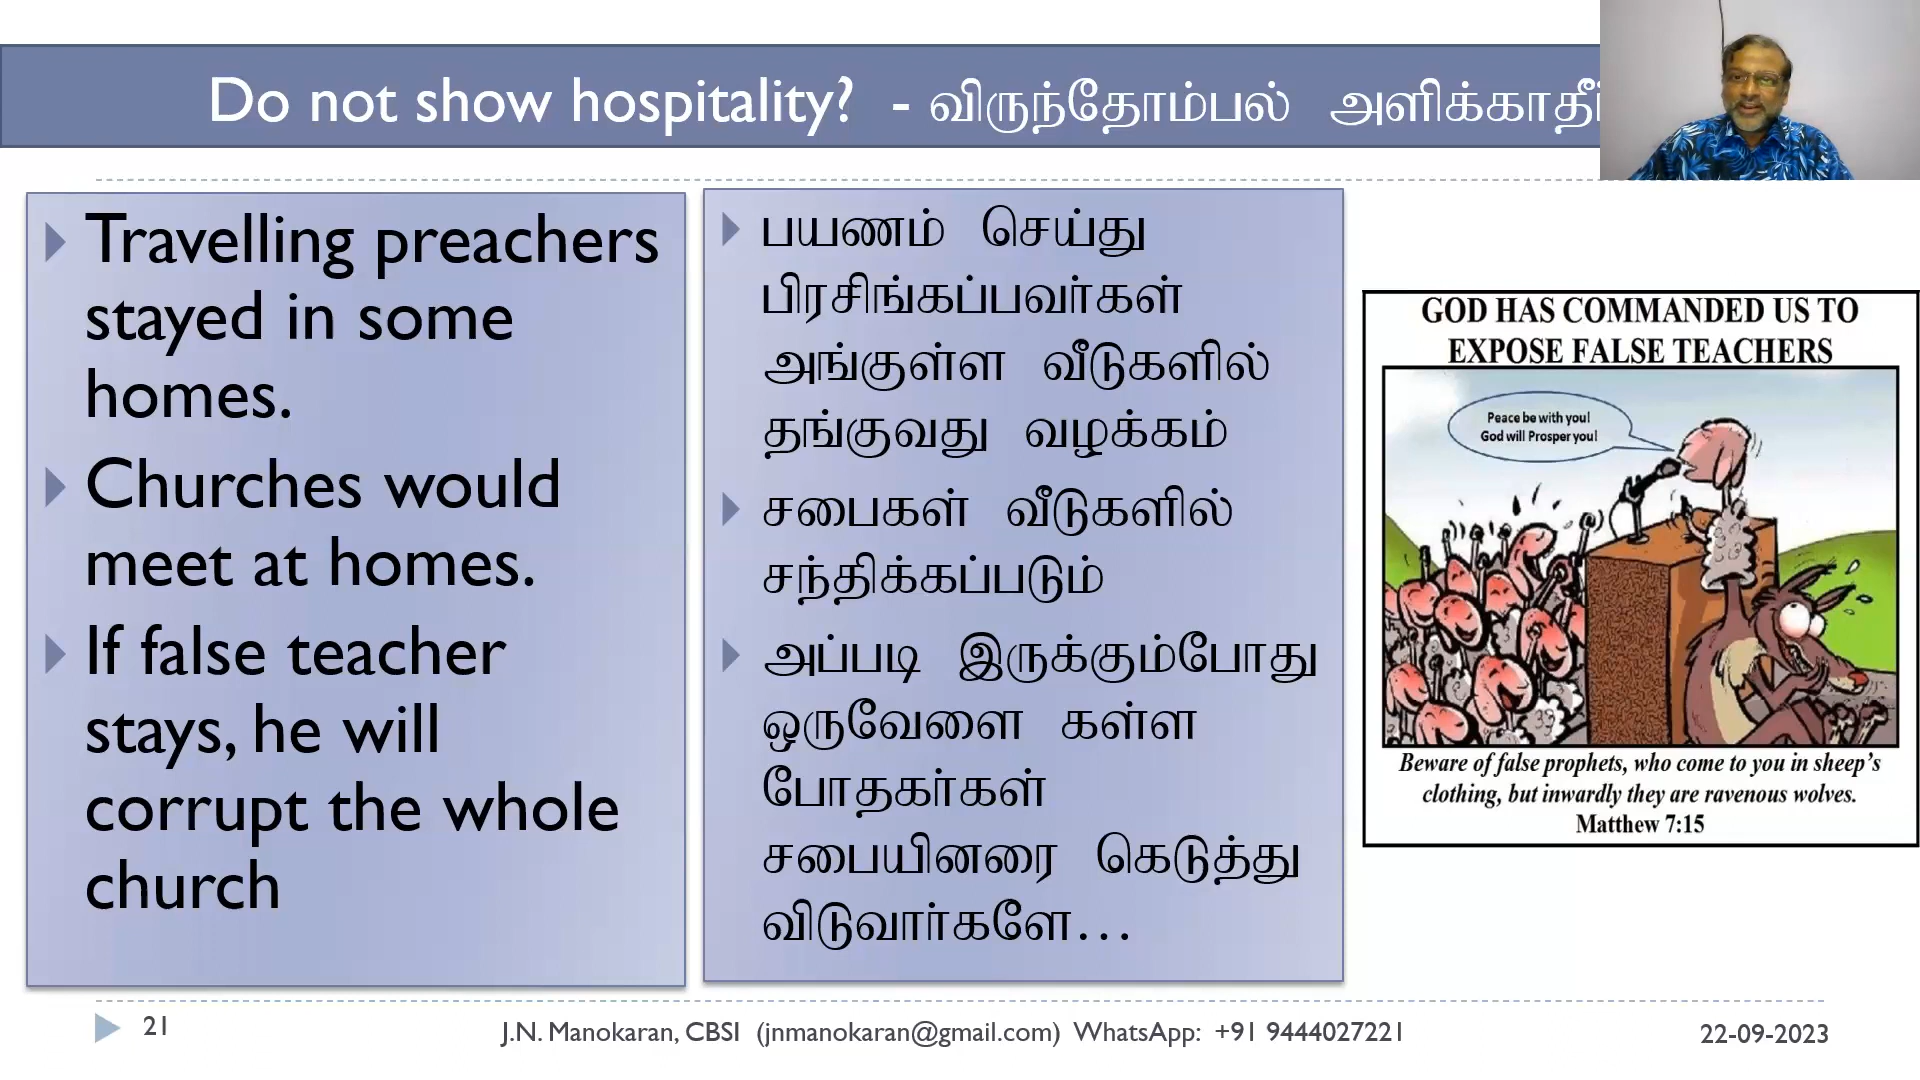 Do not show hospitality? - விருந்தோம்பல் அளிக்காதீர்
Travelling preachers
stayed in some
homes.
Churches would
meet at homes.
If false teacher
stays, he will
corrupt the whole
church
பயணம் செய்து
பிரசிங்கப்பவர்கள்
அங்குள்ள வீடுகளில்
தங்குவது வழக்கம்
சபைகள் வீடுகளில்
சந்திக்கப்படும்
அப்படி இருக்கும்போது
ஒருவேளை கள்ள
போதகர்கள்
சபையினரை கெடுத்து
விடுவார்களே...
GOD HAS COMMANDED US TO
EXPOSE FALSE TEACHERS
Peace be with you!
God will Prosper you!
Beware of false prophets, who come to you in sheep's
clothing, but inwardly they are ravenous wolves.
Matthew 7:15
21
J.N. Manokaran, CBSI (jnmanokaran@gmail.com) WhatsApp: +91 9444027221
22-09-2023